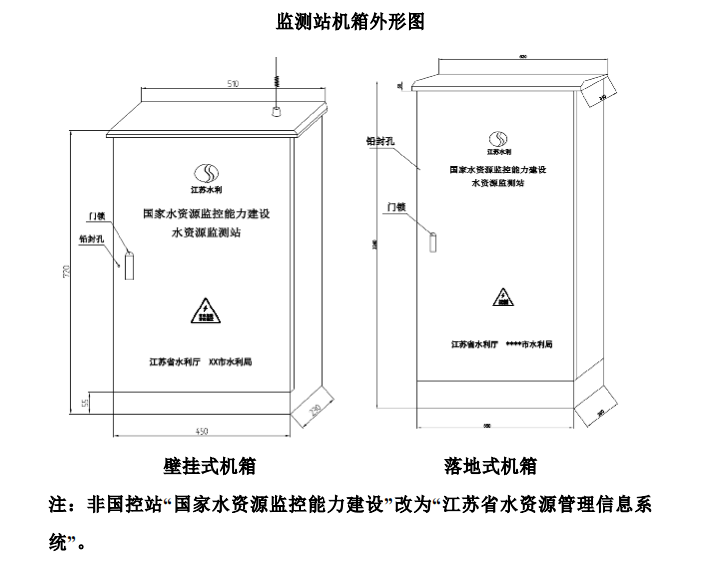 监测站机箱外形图
510
720
江苏水利
国家水资源监控能力建设
水资源监测站
门锁
铅封孔
江苏省水利厅 XX市水利局
55
450
290
铅封孔
门锁
江苏水利
国家水资源监控能力建设
水资源监测站
江苏省水利厅 ****市水利局
壁挂式机箱
落地式机箱
注：非国控站“国家水资源监控能力建设”改为“江苏省水资源管理信息系
统”。